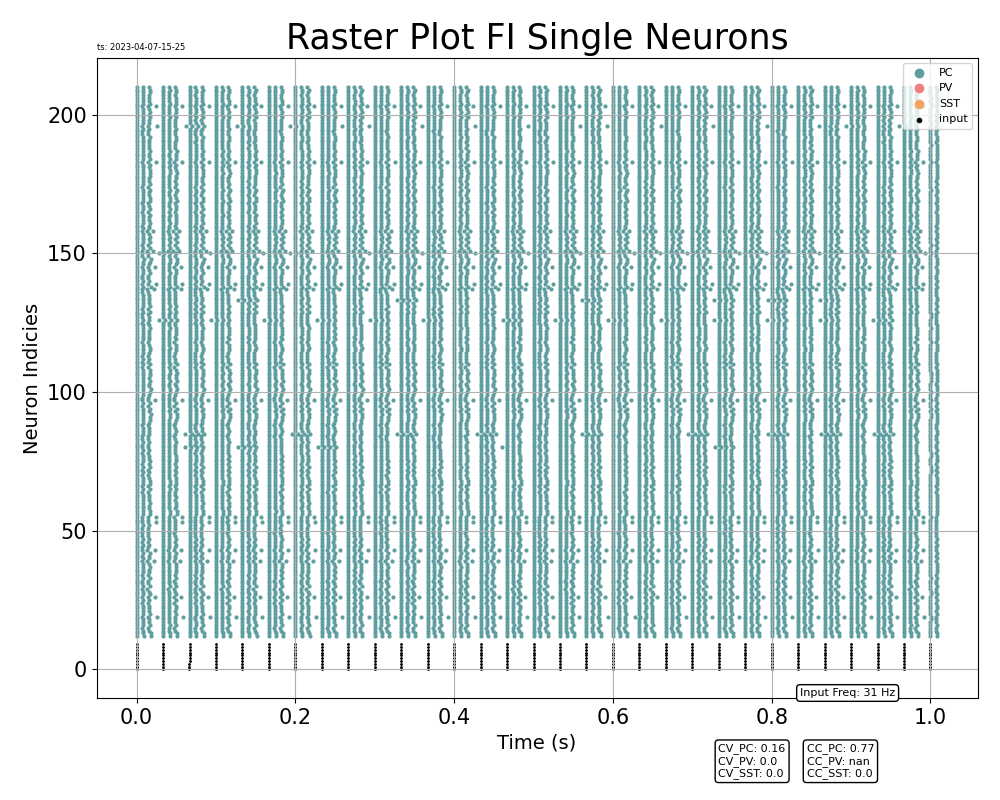 Raster Plot FI Single Neurons
ts: 2023-04-07-15-25
PC
PV
SST
input
200
150
100
50
0
Neuron Indicies
Input Freq: 31 Hz
0.0 0.2 0.4 0.6 0.8 1.0
Time (s)
CV_PC: 0.16
CV_PV: 0.0
CV_SST: 0.0
CC_PC: 0.77
CC_PV: nan
CC_SST: 0.0